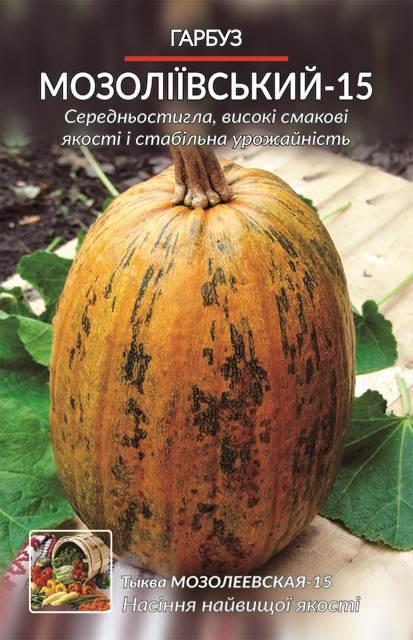 ГАРБУЗ
МОЗОЛІЇВСЬКИЙ-15
Середньостигла, високі смакові
якості і стабільна урожайність
Тыква МОЗОЛЕЕВСКАЯ-15
Насіння найвищої якості